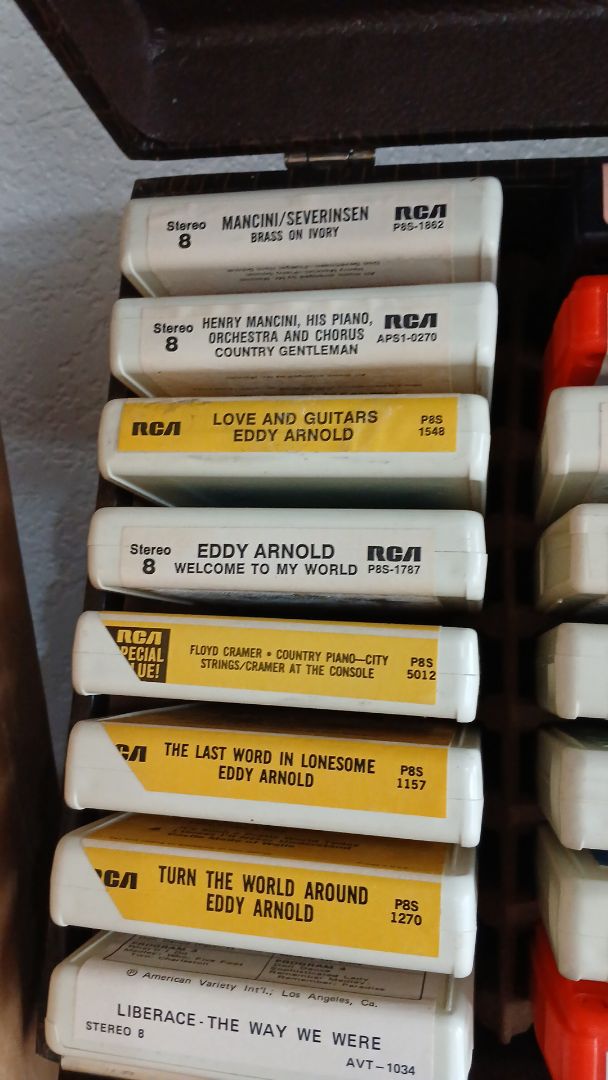 Stereo 8
MANCINI/SEVERINSEN
BRASS ON IVORY
RCA
P8S-1862
Stereo 8
HENRY MANCINI, HIS PIANO,
ORCHESTRA AND CHORUS
COUNTRY GENTLEMAN
RCA
APS1-0270
RCA
LOVE AND GUITARS
EDDY ARNOLD
P8S
1548
Stereo 8
EDDY ARNOLD
WELCOME TO MY WORLD
RCA
P8S-1787
RCA
FLOYD CRAMER • COUNTRY PIANO—CITY
STRINGS/CRAMER AT THE CONSOLE
P8S
5012
THE LAST WORD IN LONESOME
EDDY ARNOLD
P8S
1157
RCA
TURN THE WORLD AROUND
EDDY ARNOLD
P8S
1270
℗ American Variety Int'l.; Los Angeles, Ca.
LIBERACE - THE WAY WE WERE
STEREO 8
AVT-1034